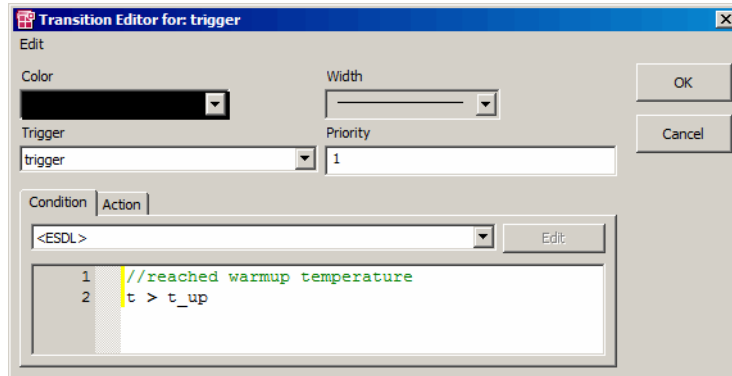 Transition Editor for: trigger
Edit
Color
Width
OK
Trigger
Priority
Cancel
trigger
1
Condition
Action
<ESDL>
Edit
1 //reached warmup temperature
2 t > t_up